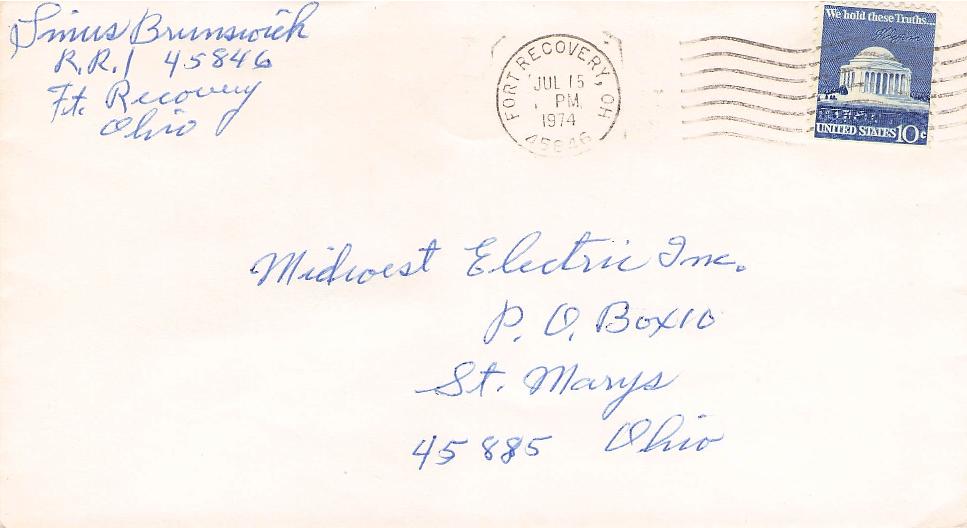 Linus Brunswick
R.R.1 45846
Ft. Recovery
Ohio
FORT RECOVERY, OH
JUL 15
PM
1974
45846
We hold these Truths...
UNITED STATES 10c
Midwest Electric Inc.
P. O. Box 10
St. Marys
45885 Ohio